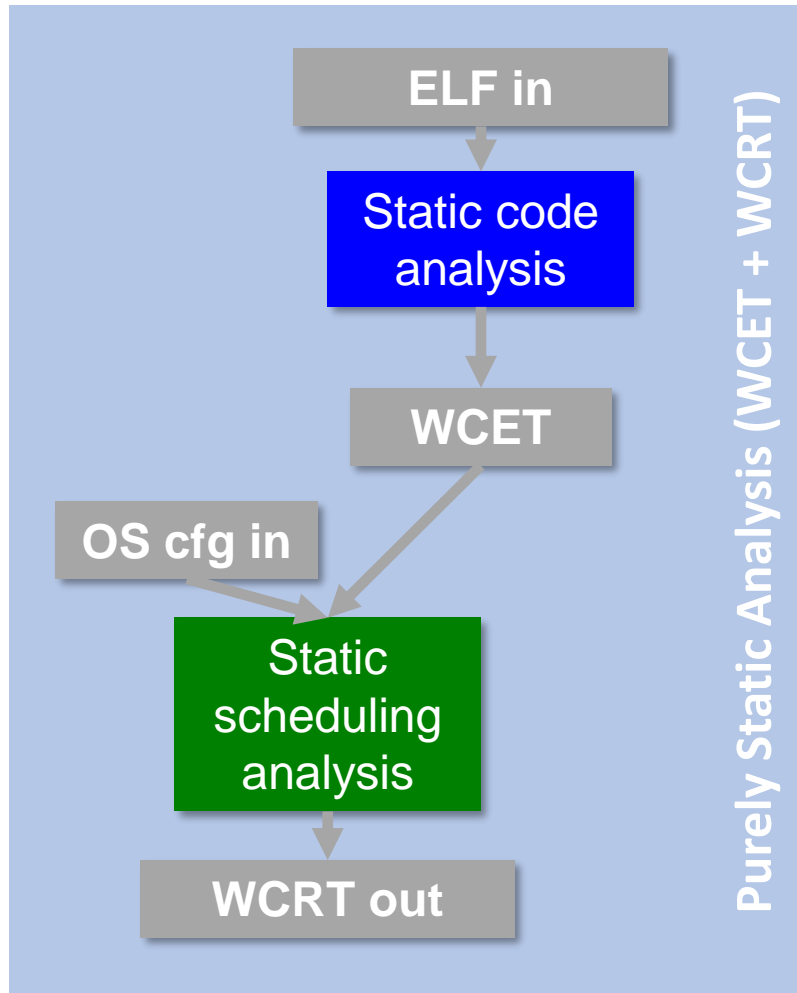 ELF in
Static code
analysis
WCET
OS cfg in
Static
scheduling
analysis
WCRT out
Purely Static Analysis (WCET + WCRT)